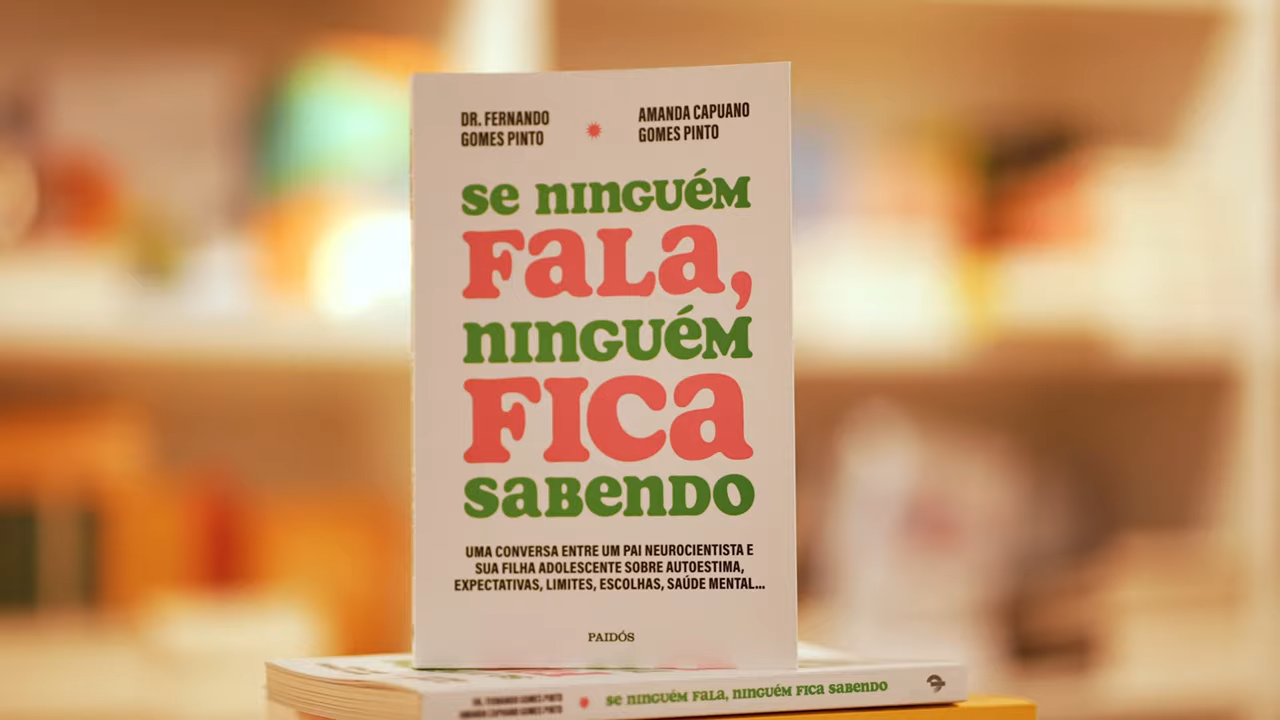 DR. FERNANDO
GOMES PINTO
AMANDA CAPUANO
GOMES PINTO
se ninguém
Fala,
ninguém
Fica
sabendo
UMA CONVERSA ENTRE UM PAI NEUROCIENTISTA E
SUA FILHA ADOLESCENTE SOBRE AUTOESTIMA,
EXPECTATIVAS, LIMITES, ESCOLHAS, SAÚDE MENTAL...
PAIDÓS
DR. FERNANDO GOMES PINTO
AMANDA CAPUANO GOMES PINTO
se ninguém fala, ninguém fica sabendo